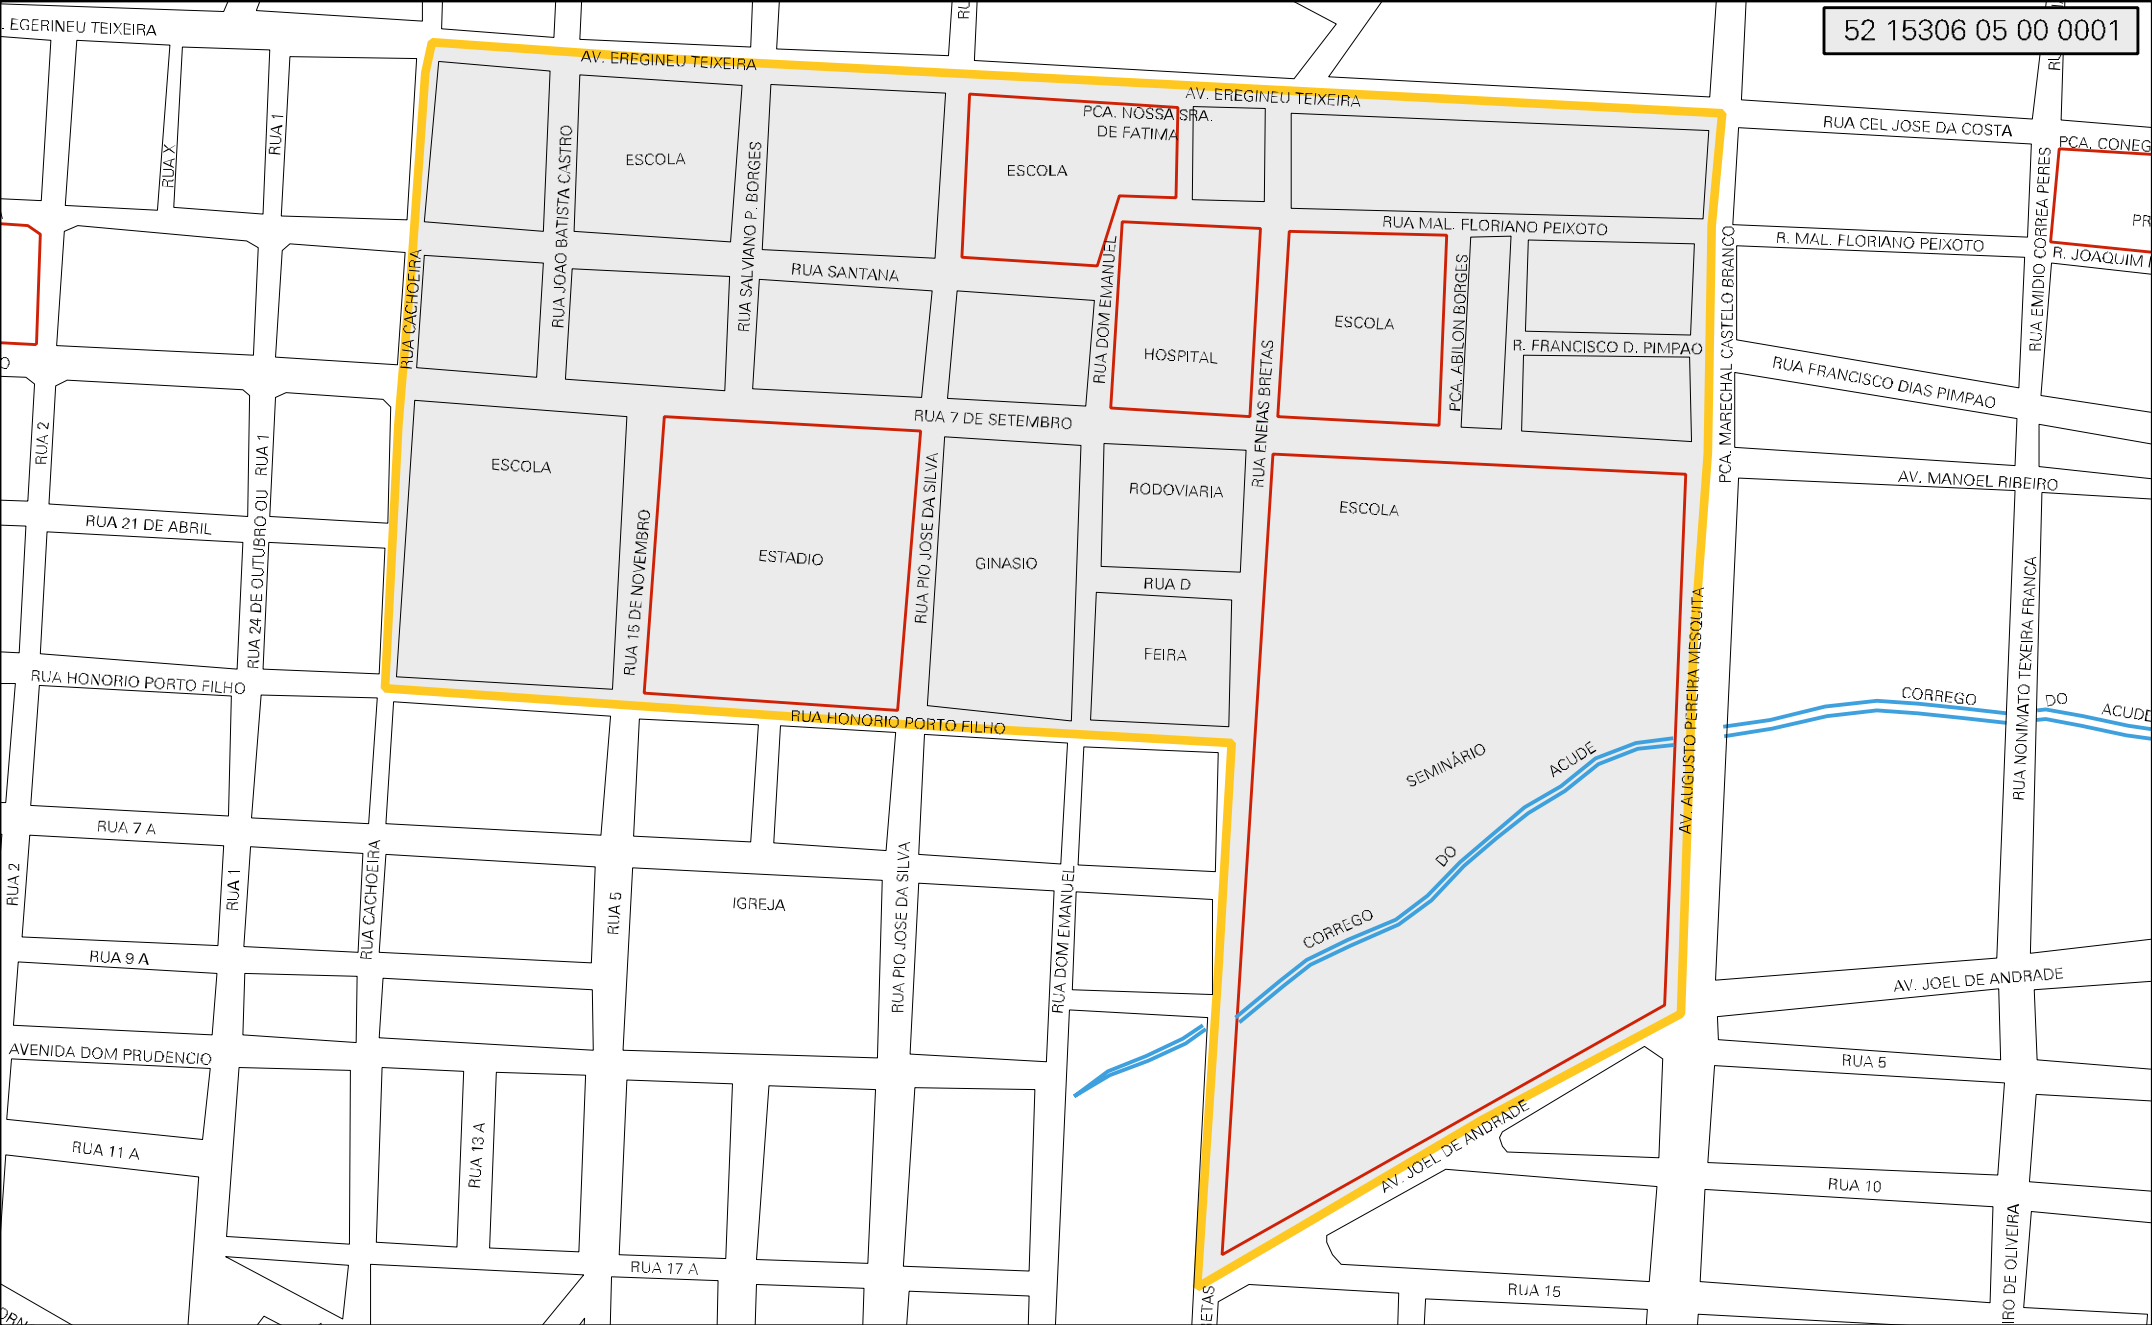 52 15306 05 00 0001
. EGERINEU TEIXEIRA
AV. EREGINEU TEIXEIRA
AV. EREGINEU TEIXEIRA
PCA. NOSSA SRA.
DE FATIMA
RUA CEL JOSE DA COSTA
PCA. CONEG
RUA X
RUA 1
RUA JOAO BATISTA CASTRO
ESCOLA
RUA SALVIANO P. BORGES
ESCOLA
RUA MAL. FLORIANO PEIXOTO
R. MAL. FLORIANO PEIXOTO
RUA EMIDIO CORREA PERES
PR
R. JOAQUIM
RUA CACHOEIRA
RUA SANTANA
RUA DOM EMANUEL
HOSPITAL
RUA ENEIAS BRETAS
ESCOLA
PCA. ABILON BORGES
R. FRANCISCO D. PIMPAO
PCA. MARECHAL CASTELO BRANCO
RUA FRANCISCO DIAS PIMPAO
RUA 7 DE SETEMBRO
RUA 2
RUA 24 DE OUTUBRO OU RUA 1
ESCOLA
RUA 15 DE NOVEMBRO
ESTADIO
RUA PIO JOSE DA SILVA
GINASIO
RODOVIARIA
ESCOLA
AV. MANOEL RIBEIRO
RUA 21 DE ABRIL
RUA D
FEIRA
AV. AUGUSTO PEREIRA MESQUITA
RUA NONIMATO TEXEIRA FRANCA
RUA HONORIO PORTO FILHO
RUA HONORIO PORTO FILHO
CORREGO DO ACUDE
SEMINÁRIO
CORREGO DO ACUDE
RUA 7 A
RUA 2
RUA 1
RUA CACHOEIRA
RUA 5
IGREJA
RUA PIO JOSE DA SILVA
RUA DOM EMANUEL
RUA 9 A
AV. JOEL DE ANDRADE
AVENIDA DOM PRUDENCIO
RUA 5
RUA 11 A
RUA 13 A
AV. JOEL DE ANDRADE
RUA 10
RUA 17 A
RUA 15
ETAS
RO DE OLIVEIRA